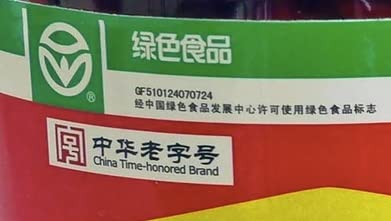 绿色食品
®
GF510124070724
经中国绿色食品发展中心许可使用绿色食品标志
中华老字号
China Time-honored Brand